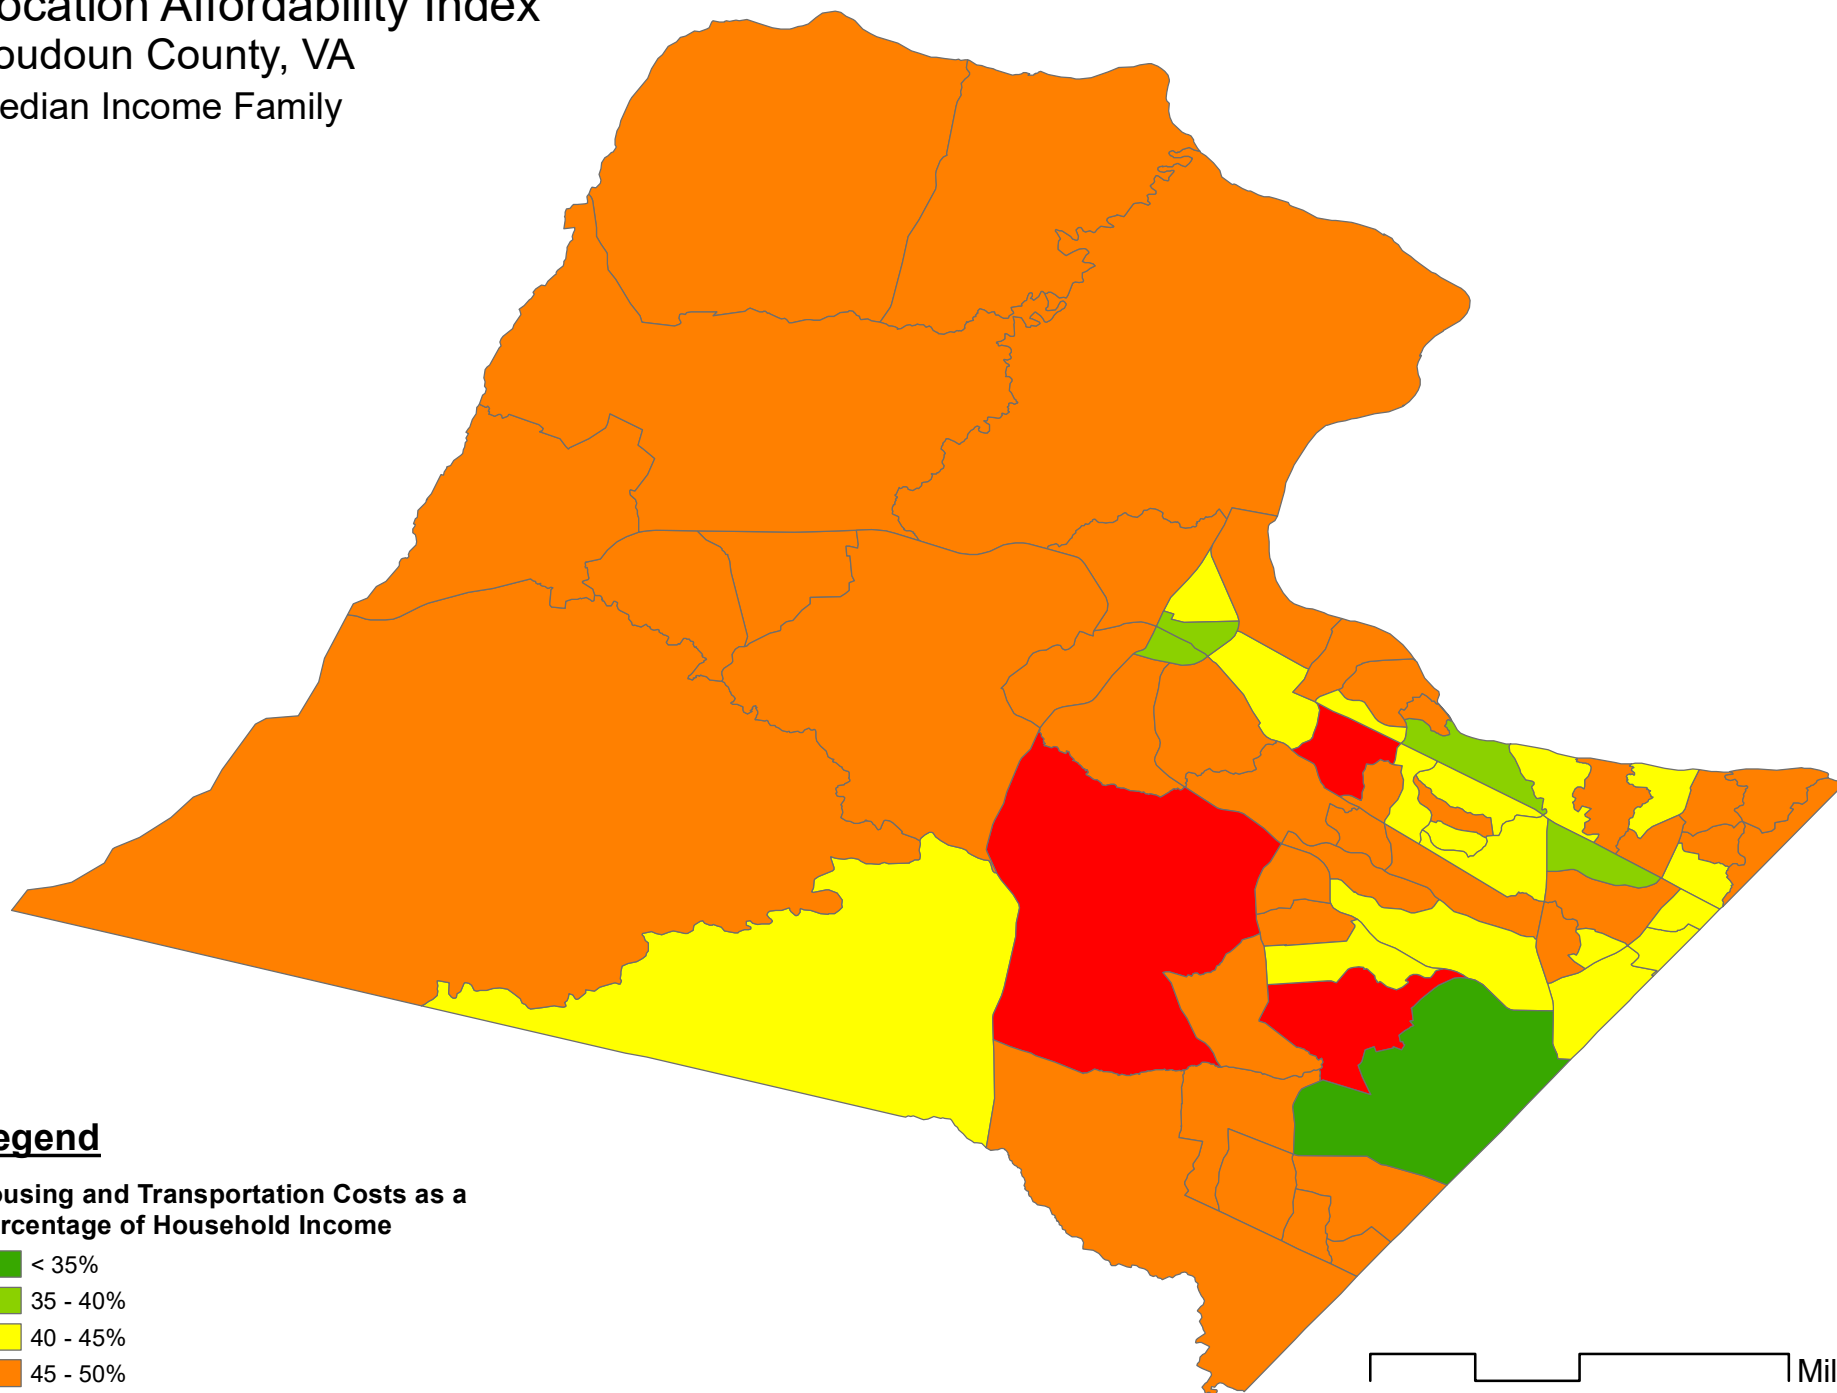 ocation Affordability Index
oudoun County, VA
edian Income Family
egend
ousing and Transportation Costs as a
rcentage of Household Income
< 35%
35 - 40%
40 - 45%
45 - 50%
Mil